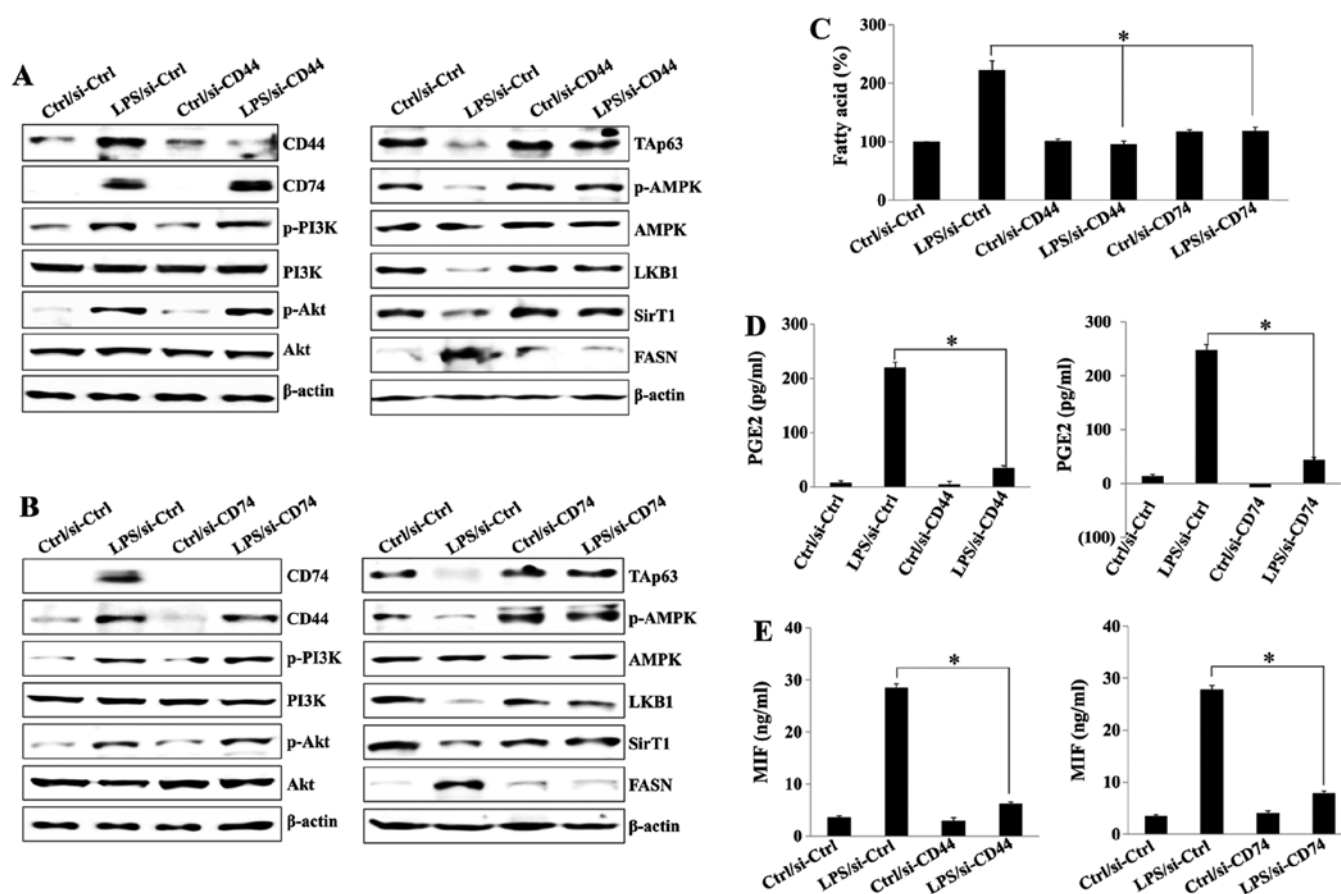 A
Ctrl/si-Ctrl LPS/si-Ctrl Ctrl/si-CD44 LPS/si-CD44
CD44
CD74
p-PI3K
PI3K
p-Akt
Akt
β-actin
Ctrl/si-Ctrl LPS/si-Ctrl Ctrl/si-CD44 LPS/si-CD44
TAp63
p-AMPK
AMPK
LKB1
SirT1
FASN
β-actin
B
Ctrl/si-Ctrl LPS/si-Ctrl Ctrl/si-CD74 LPS/si-CD74
CD74
CD44
p-PI3K
PI3K
p-Akt
Akt
β-actin
Ctrl/si-Ctrl LPS/si-Ctrl Ctrl/si-CD74 LPS/si-CD74
TAp63
p-AMPK
AMPK
LKB1
SirT1
FASN
β-actin
C
Fatty acid (%)
300
200
100
0
*
Ctrl/si-Ctrl LPS/si-Ctrl Ctrl/si-CD44 LPS/si-CD44 Ctrl/si-CD74 LPS/si-CD74
D
PGE2 (pg/ml)
300
200
100
0
*
Ctrl/si-Ctrl LPS/si-Ctrl Ctrl/si-CD44 LPS/si-CD44
PGE2 (pg/ml)
300
200
100
0
(100)
*
Ctrl/si-Ctrl LPS/si-Ctrl Ctrl/si-CD74 LPS/si-CD74
E
MIF (ng/ml)
40
30
20
10
0
*
Ctrl/si-Ctrl LPS/si-Ctrl Ctrl/si-CD44 LPS/si-CD44
MIF (ng/ml)
40
30
20
10
0
*
Ctrl/si-Ctrl LPS/si-Ctrl Ctrl/si-CD74 LPS/si-CD74